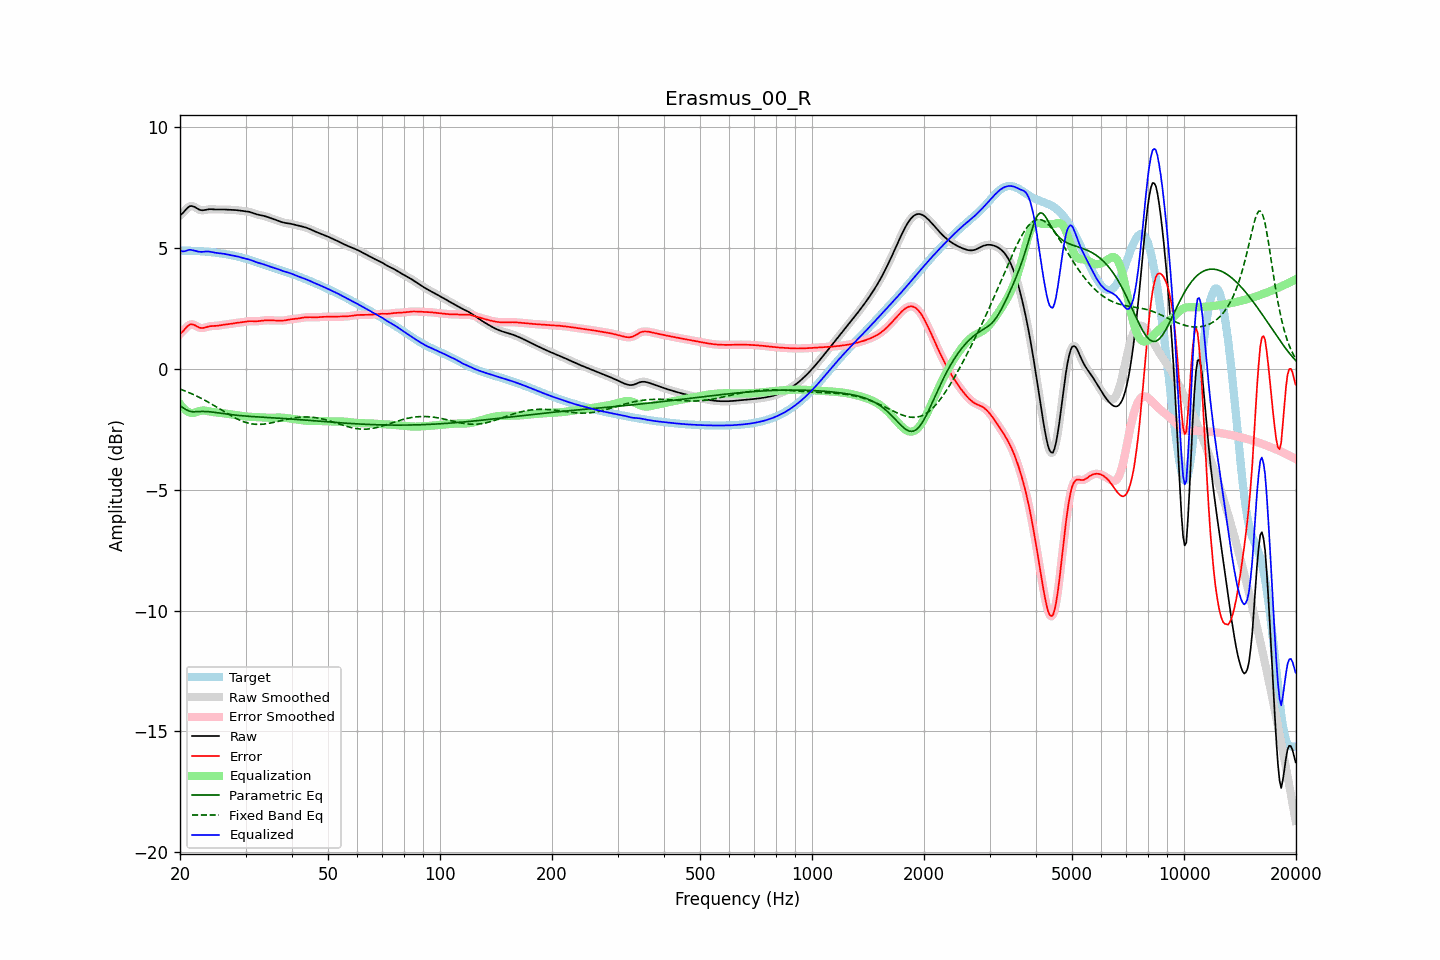 Erasmus_00_R
10
5
0
−5
−10
−15
−20
Amplitude (dBr)
Target
Raw Smoothed
Error Smoothed
Raw
Error
Equalization
Parametric Eq
Fixed Band Eq
Equalized
20 50 100 200 500 1000 2000 5000 10000 20000
Frequency (Hz)